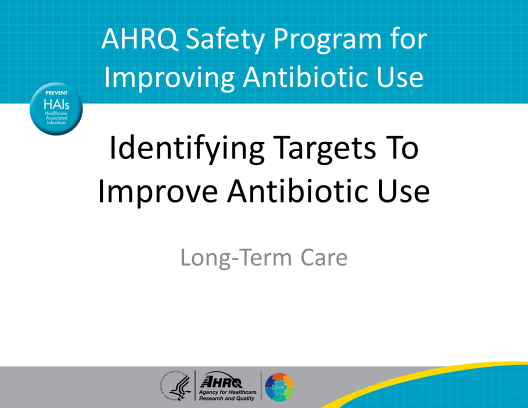 AHRQ Safety Program for
Improving Antibiotic Use
PREVENT
HAIs
Healthcare-
Associated
Infections
Identifying Targets To
Improve Antibiotic Use
Long-Term Care
AHRQ
Agency for Healthcare
Research and Quality